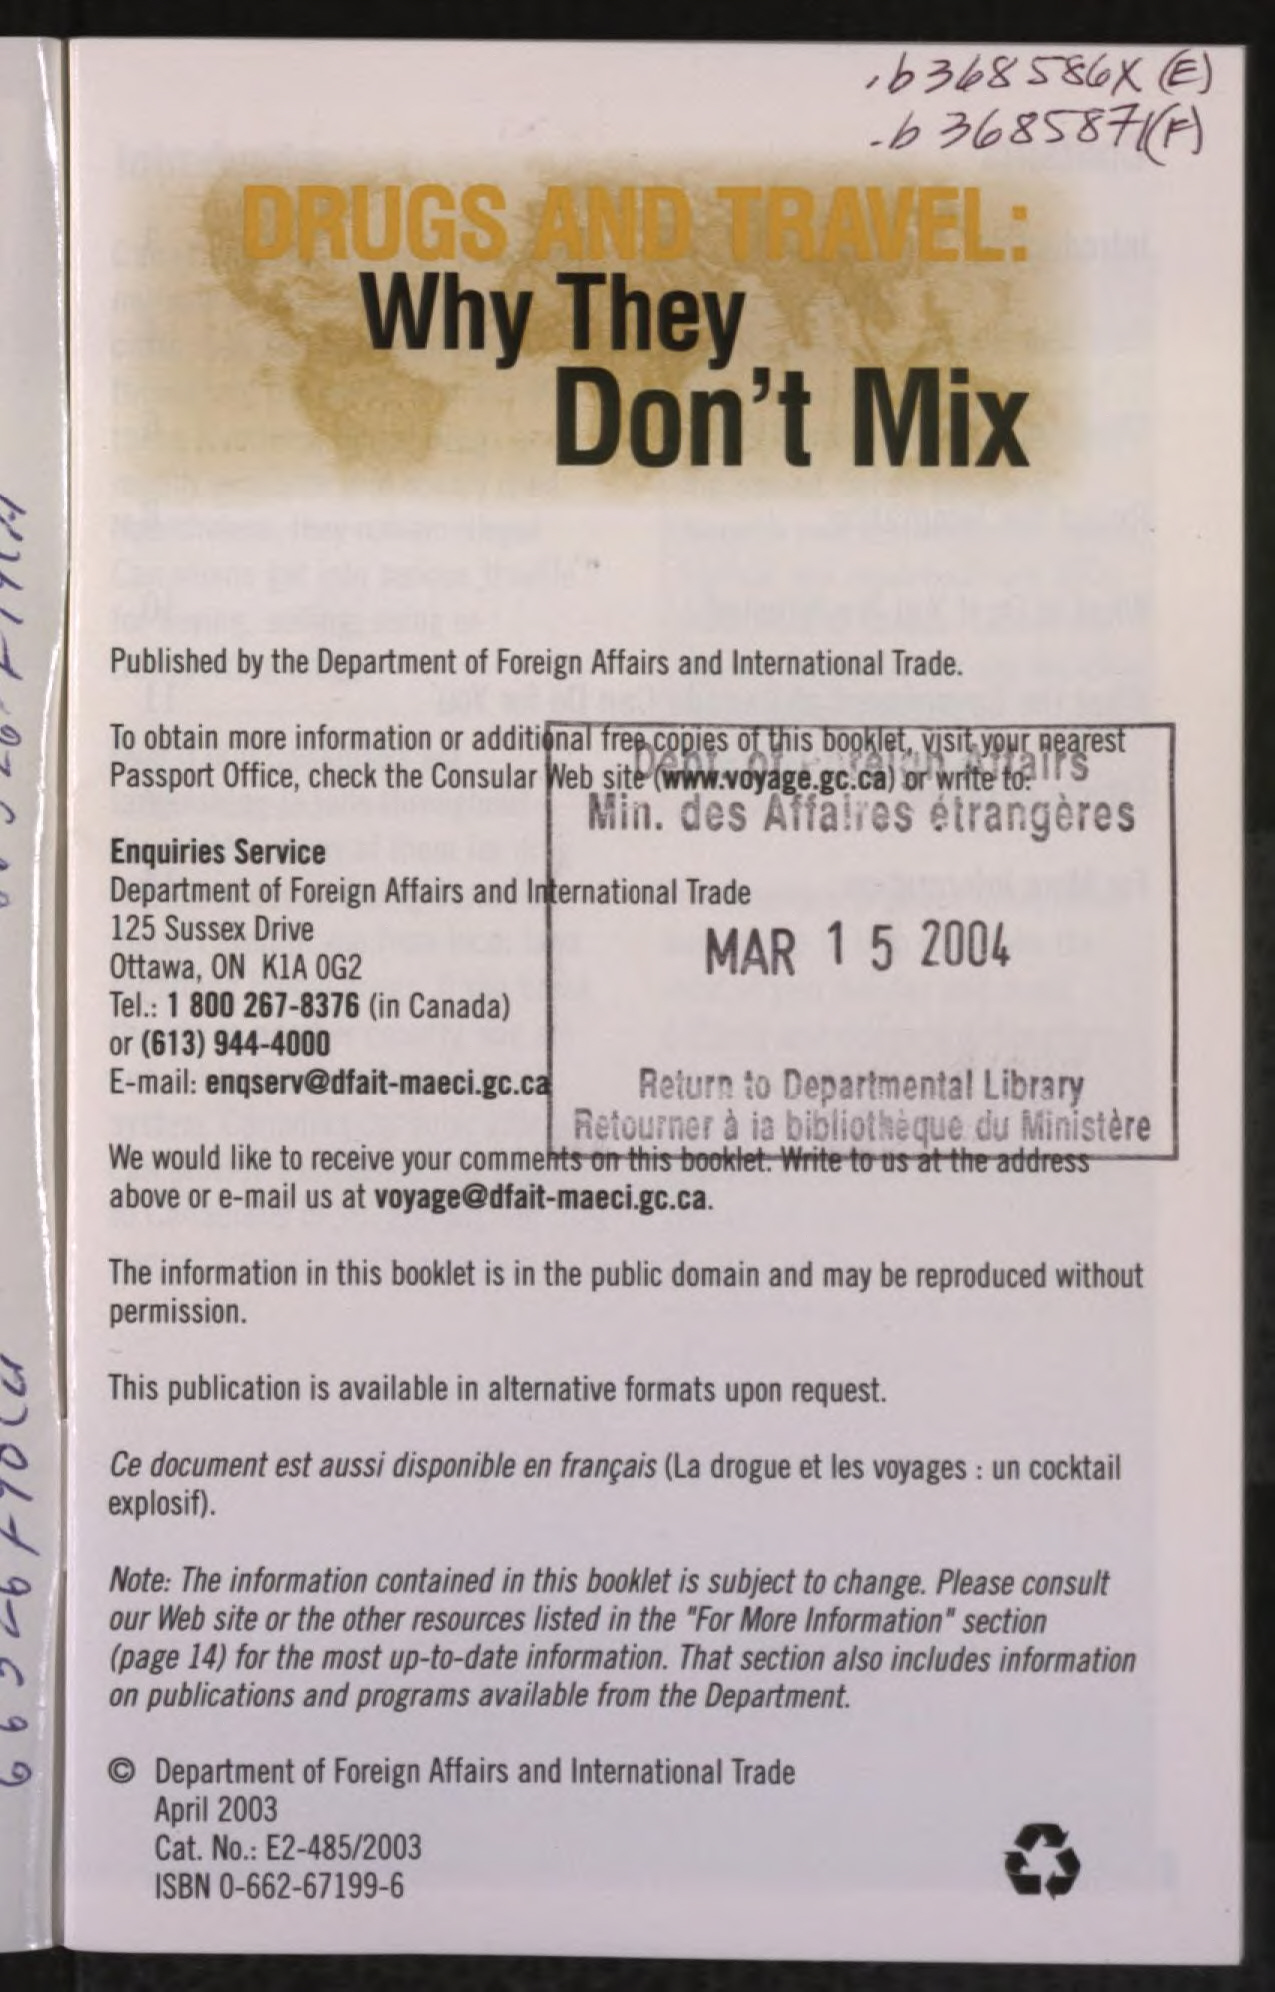 .b368586X (E)
.b3685871(F)
DRUGS AND TRAVEL:
Why They
Don't Mix
Published by the Department of Foreign Affairs and International Trade.
To obtain more information or additional free copies of this booklet, visit your nearest
Passport Office, check the Consular Web site (www.voyage.gc.ca) or write to:
Enquiries Service
Department of Foreign Affairs and International Trade
125 Sussex Drive
Ottawa, ON K1A 0G2
Tel.: 1 800 267-8376 (in Canada)
or (613) 944-4000
E-mail: enqserv@dfait-maeci.gc.ca
Dept. of Foreign Affairs
Min. des Affaires étrangères
MAR 15 2004
Return to Departmental Library
Retourner à la bibliothèque du Ministère
We would like to receive your comments on this booklet. Write to us at the address
above or e-mail us at voyage@dfait-maeci.gc.ca.
The information in this booklet is in the public domain and may be reproduced without
permission.
This publication is available in alternative formats upon request.
Ce document est aussi disponible en français (La drogue et les voyages : un cocktail
explosif).
Note: The information contained in this booklet is subject to change. Please consult
our Web site or the other resources listed in the "For More Information" section
(page 14) for the most up-to-date information. That section also includes information
on publications and programs available from the Department.
© Department of Foreign Affairs and International Trade
April 2003
Cat. No.: E2-485/2003
ISBN 0-662-67199-6